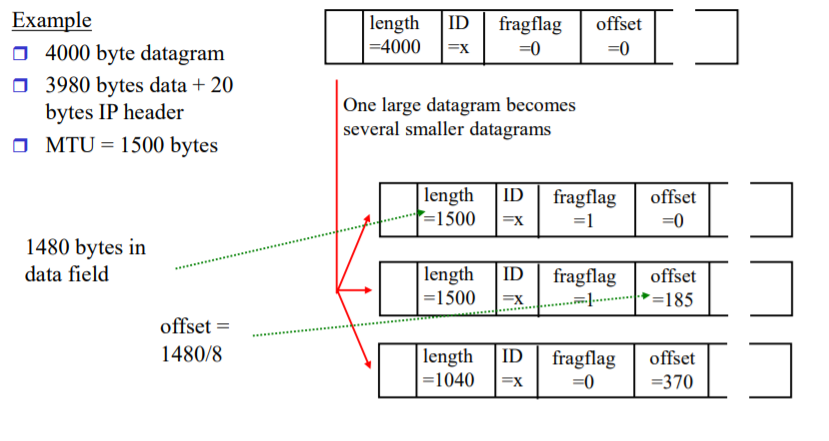 Example
4000 byte datagram
3980 bytes data + 20
bytes IP header
MTU = 1500 bytes
length ID fragflag offset
=4000 =x =0 =0
One large datagram becomes
several smaller datagrams
length ID fragflag offset
=1500 =x =1 =0
1480 bytes in
data field
length ID fragflag offset
=1500 =x =1 =185
offset =
1480/8
length ID fragflag offset
=1040 =x =0 =370